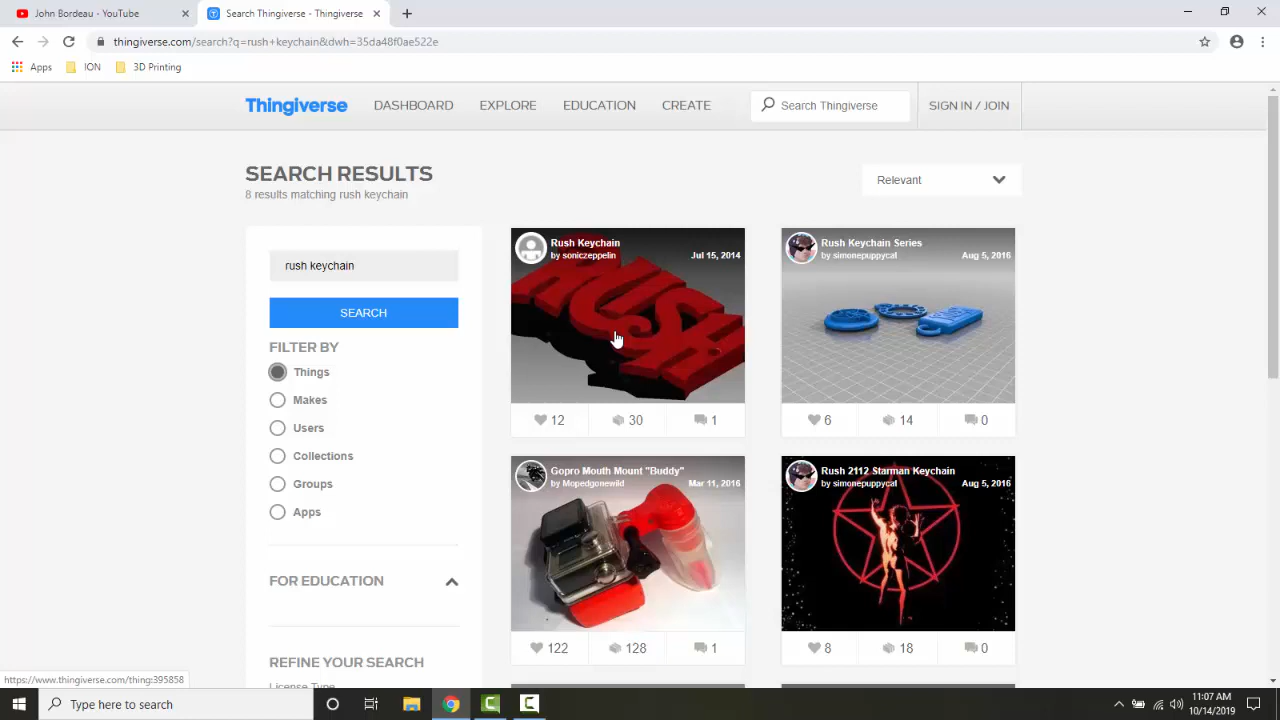 John Bordeau - YouTube
Search Thingiverse - Thingiverse
thingiverse.com/search?q=rush+keychain&dwh=35da48f0ae522e
Apps
ION
3D Printing
Thingiverse
DASHBOARD
EXPLORE
EDUCATION
CREATE
Search Thingiverse
SIGN IN / JOIN
SEARCH RESULTS
8 results matching rush keychain
Relevant
rush keychain
SEARCH
FILTER BY
Things
Makes
Users
Collections
Groups
Apps
FOR EDUCATION
REFINE YOUR SEARCH
License Type
Rush Keychain
by soniczeppelin
Jul 15, 2014
RUSH
12
30
1
Rush Keychain Series
by simonepuppycat
Aug 5, 2016
6
14
0
Gopro Mouth Mount "Buddy"
by Mopedgonewild
Mar 11, 2016
122
128
1
Rush 2112 Starman Keychain
by simonepuppycat
Aug 5, 2016
8
18
0
https://www.thingiverse.com/thing:395858
Type here to search
11:07 AM
10/14/2019